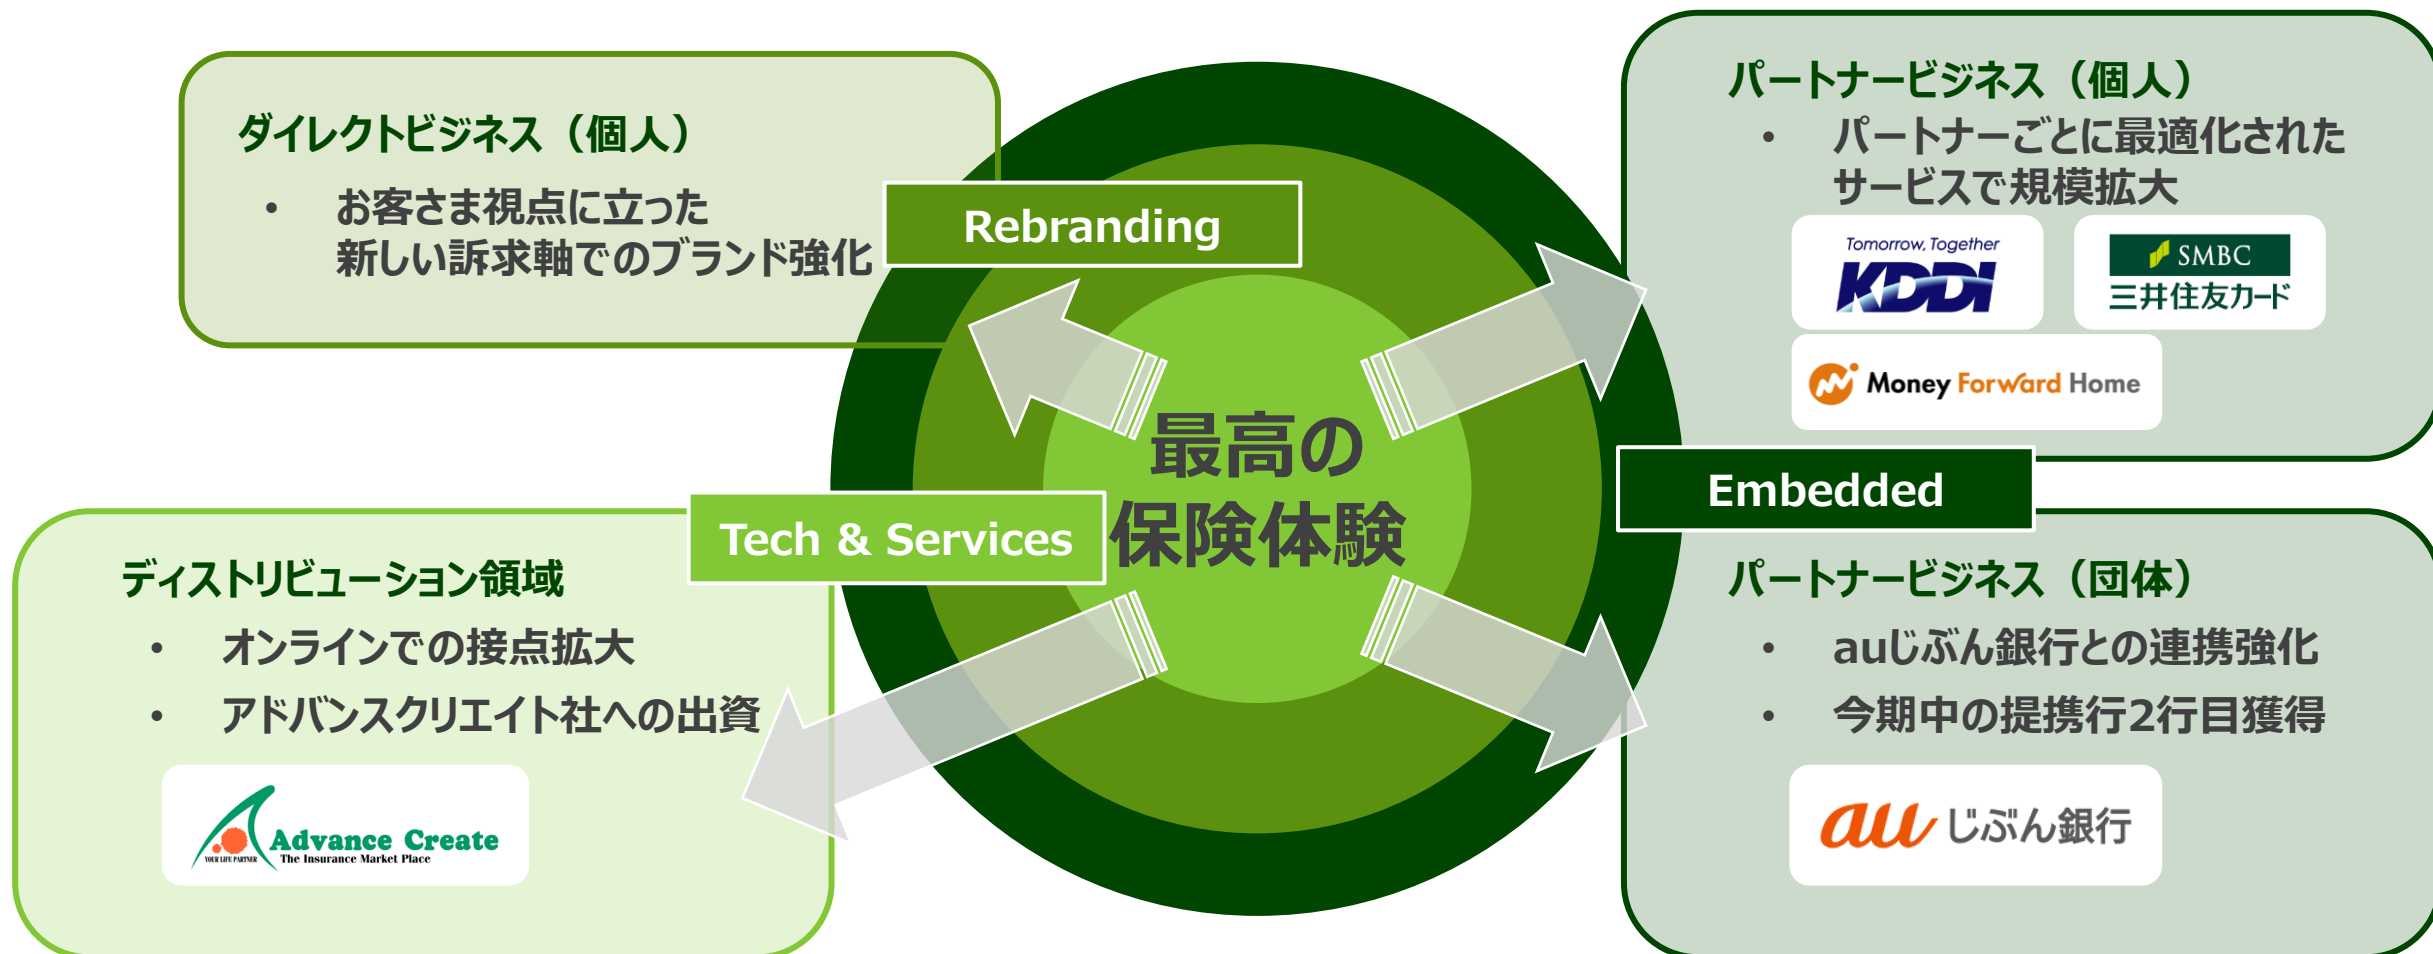 ダイレクトビジネス（個人）
• お客さま視点に立った
新しい訴求軸でのブランド強化
Rebranding
パートナービジネス（個人）
• パートナーごとに最適化された
サービスで規模拡大
Tomorrow, Together
KDDI
SMBC
三井住友カード
Money Forward Home
最高の
保険体験
Embedded
Tech & Services
ディストリビューション領域
• オンラインでの接点拡大
• アドバンスクリエイト社への出資
YOUR LIFE PARTNER
Advance Create
The Insurance Market Place
パートナービジネス（団体）
• auじぶん銀行との連携強化
• 今期中の提携行2行目獲得
au じぶん銀行